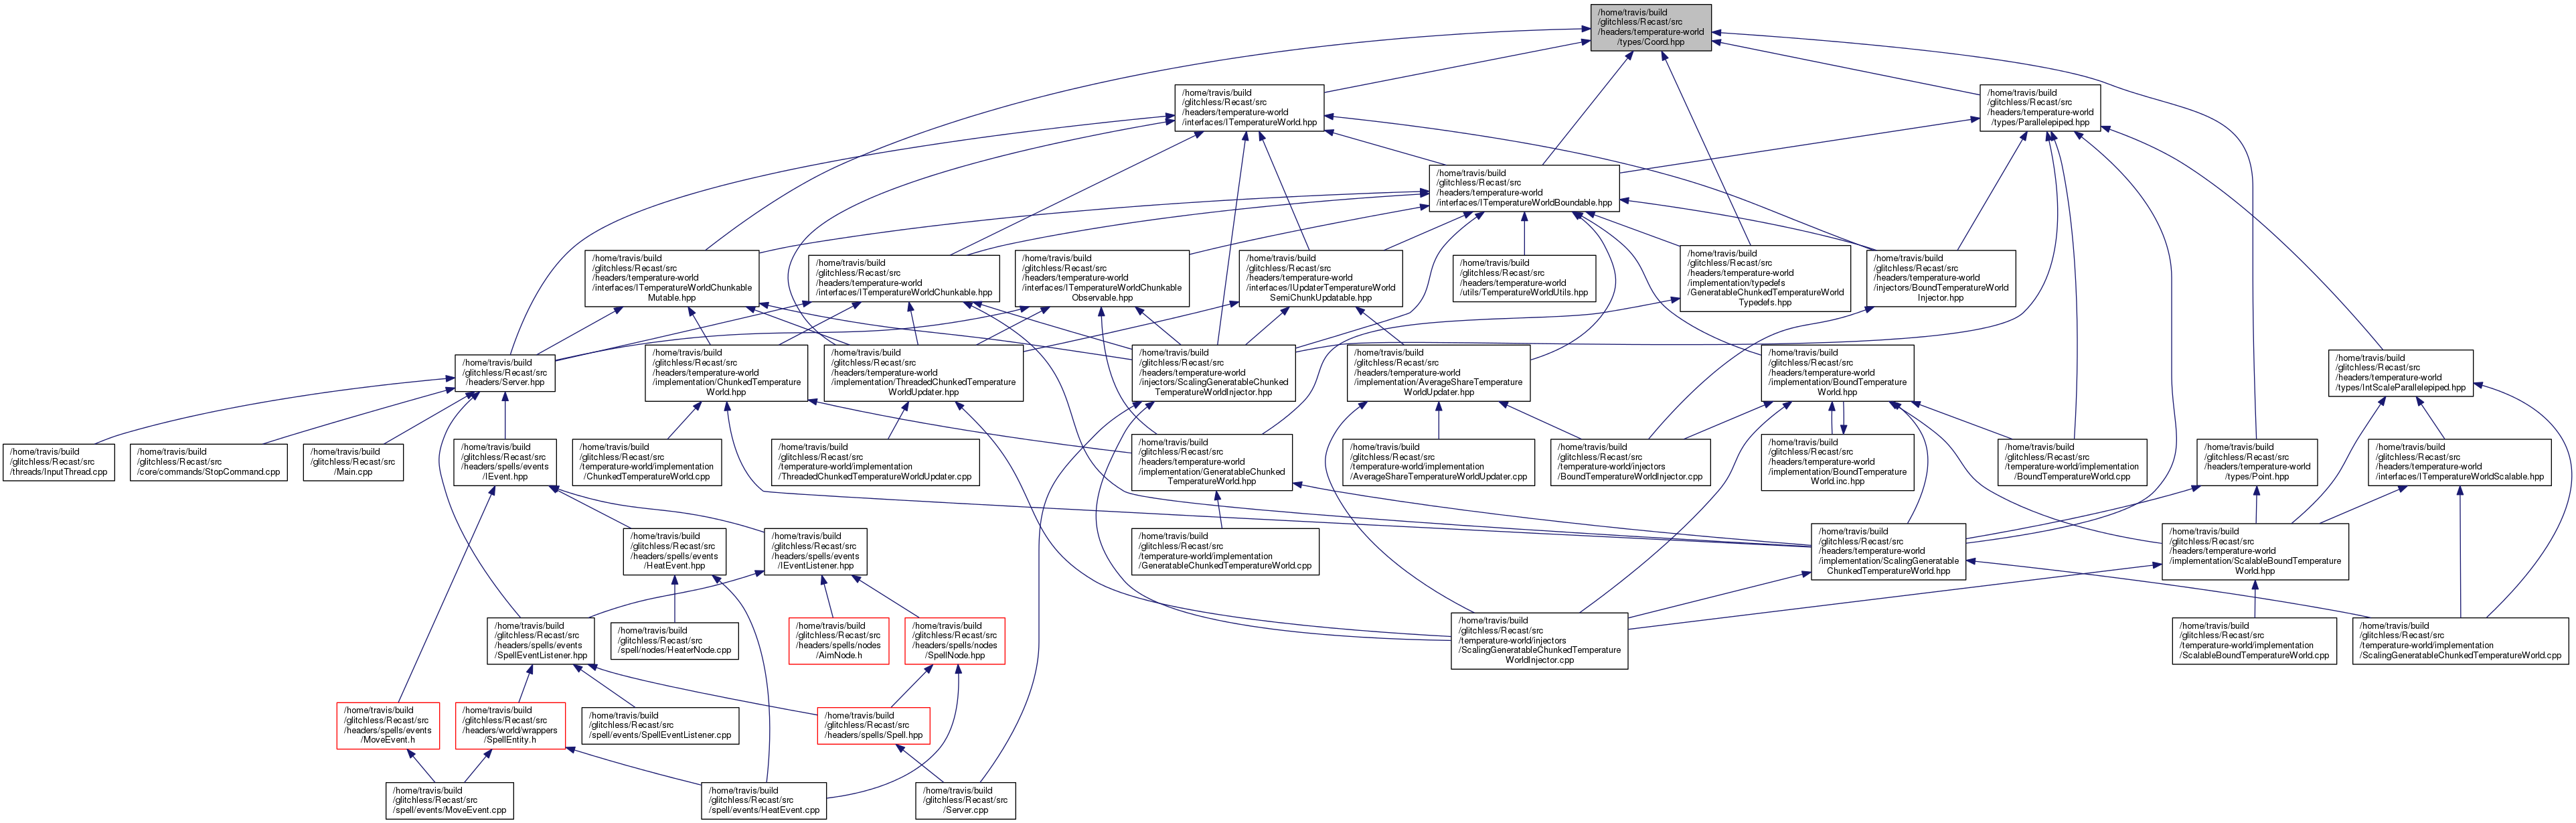 /home/travis/build
/glitchless/Recast/src
/headers/temperature-world
/types/Coord.hpp
/home/travis/build
/glitchless/Recast/src
/headers/temperature-world
/interfaces/ITemperatureWorld.hpp
/home/travis/build
/glitchless/Recast/src
/headers/temperature-world
/types/Parallelepiped.hpp
/home/travis/build
/glitchless/Recast/src
/headers/temperature-world
/interfaces/ITemperatureWorldBoundable.hpp
/home/travis/build
/glitchless/Recast/src
/headers/temperature-world
/interfaces/ITemperatureWorldChunkable
Mutable.hpp
/home/travis/build
/glitchless/Recast/src
/headers/temperature-world
/interfaces/ITemperatureWorldChunkable.hpp
/home/travis/build
/glitchless/Recast/src
/headers/temperature-world
/interfaces/ITemperatureWorldChunkable
Observable.hpp
/home/travis/build
/glitchless/Recast/src
/headers/temperature-world
/interfaces/IUpdaterTemperatureWorld
SemiChunkUpdatable.hpp
/home/travis/build
/glitchless/Recast/src
/headers/temperature-world
/utils/TemperatureWorldUtils.hpp
/home/travis/build
/glitchless/Recast/src
/headers/temperature-world
/implementation/typedefs
/GeneratableChunkedTemperatureWorld
Typedefs.hpp
/home/travis/build
/glitchless/Recast/src
/headers/temperature-world
/injectors/BoundTemperatureWorld
Injector.hpp
/home/travis/build
/glitchless/Recast/src
/headers/Server.hpp
/home/travis/build
/glitchless/Recast/src
/headers/temperature-world
/implementation/ChunkedTemperature
World.hpp
/home/travis/build
/glitchless/Recast/src
/headers/temperature-world
/implementation/ThreadedChunkedTemperature
WorldUpdater.hpp
/home/travis/build
/glitchless/Recast/src
/headers/temperature-world
/injectors/ScalingGeneratableChunked
TemperatureWorldInjector.hpp
/home/travis/build
/glitchless/Recast/src
/headers/temperature-world
/implementation/AverageShareTemperature
WorldUpdater.hpp
/home/travis/build
/glitchless/Recast/src
/headers/temperature-world
/implementation/BoundTemperature
World.hpp
/home/travis/build
/glitchless/Recast/src
/headers/temperature-world
/types/IntScaleParallelepiped.hpp
/home/travis/build
/glitchless/Recast/src
/threads/InputThread.cpp
/home/travis/build
/glitchless/Recast/src
/core/commands/StopCommand.cpp
/home/travis/build
/glitchless/Recast/src
/Main.cpp
/home/travis/build
/glitchless/Recast/src
/headers/spells/events
/IEvent.hpp
/home/travis/build
/glitchless/Recast/src
/temperature-world/implementation
/ChunkedTemperatureWorld.cpp
/home/travis/build
/glitchless/Recast/src
/temperature-world/implementation
/ThreadedChunkedTemperatureWorldUpdater.cpp
/home/travis/build
/glitchless/Recast/src
/headers/temperature-world
/implementation/GeneratableChunked
TemperatureWorld.hpp
/home/travis/build
/glitchless/Recast/src
/temperature-world/implementation
/AverageShareTemperatureWorldUpdater.cpp
/home/travis/build
/glitchless/Recast/src
/temperature-world/injectors
/BoundTemperatureWorldInjector.cpp
/home/travis/build
/glitchless/Recast/src
/headers/temperature-world
/implementation/BoundTemperature
World.inc.hpp
/home/travis/build
/glitchless/Recast/src
/temperature-world/implementation
/BoundTemperatureWorld.cpp
/home/travis/build
/glitchless/Recast/src
/headers/temperature-world
/types/Point.hpp
/home/travis/build
/glitchless/Recast/src
/headers/temperature-world
/interfaces/ITemperatureWorldScalable.hpp
/home/travis/build
/glitchless/Recast/src
/headers/spells/events
/HeatEvent.hpp
/home/travis/build
/glitchless/Recast/src
/headers/spells/events
/IEventListener.hpp
/home/travis/build
/glitchless/Recast/src
/temperature-world/implementation
/GeneratableChunkedTemperatureWorld.cpp
/home/travis/build
/glitchless/Recast/src
/headers/temperature-world
/implementation/ScalingGeneratable
ChunkedTemperatureWorld.hpp
/home/travis/build
/glitchless/Recast/src
/headers/temperature-world
/implementation/ScalableBoundTemperature
World.hpp
/home/travis/build
/glitchless/Recast/src
/headers/spells/events
/SpellEventListener.hpp
/home/travis/build
/glitchless/Recast/src
/spell/nodes/HeaterNode.cpp
/home/travis/build
/glitchless/Recast/src
/headers/spells/nodes
/AimNode.h
/home/travis/build
/glitchless/Recast/src
/headers/spells/nodes
/SpellNode.hpp
/home/travis/build
/glitchless/Recast/src
/temperature-world/injectors
/ScalingGeneratableChunkedTemperature
WorldInjector.cpp
/home/travis/build
/glitchless/Recast/src
/temperature-world/implementation
/ScalableBoundTemperatureWorld.cpp
/home/travis/build
/glitchless/Recast/src
/temperature-world/implementation
/ScalingGeneratableChunkedTemperatureWorld.cpp
/home/travis/build
/glitchless/Recast/src
/headers/spells/events
/MoveEvent.h
/home/travis/build
/glitchless/Recast/src
/headers/world/wrappers
/SpellEntity.h
/home/travis/build
/glitchless/Recast/src
/spell/events/SpellEventListener.cpp
/home/travis/build
/glitchless/Recast/src
/headers/spells/Spell.hpp
/home/travis/build
/glitchless/Recast/src
/spell/events/MoveEvent.cpp
/home/travis/build
/glitchless/Recast/src
/spell/events/HeatEvent.cpp
/home/travis/build
/glitchless/Recast/src
/Server.cpp